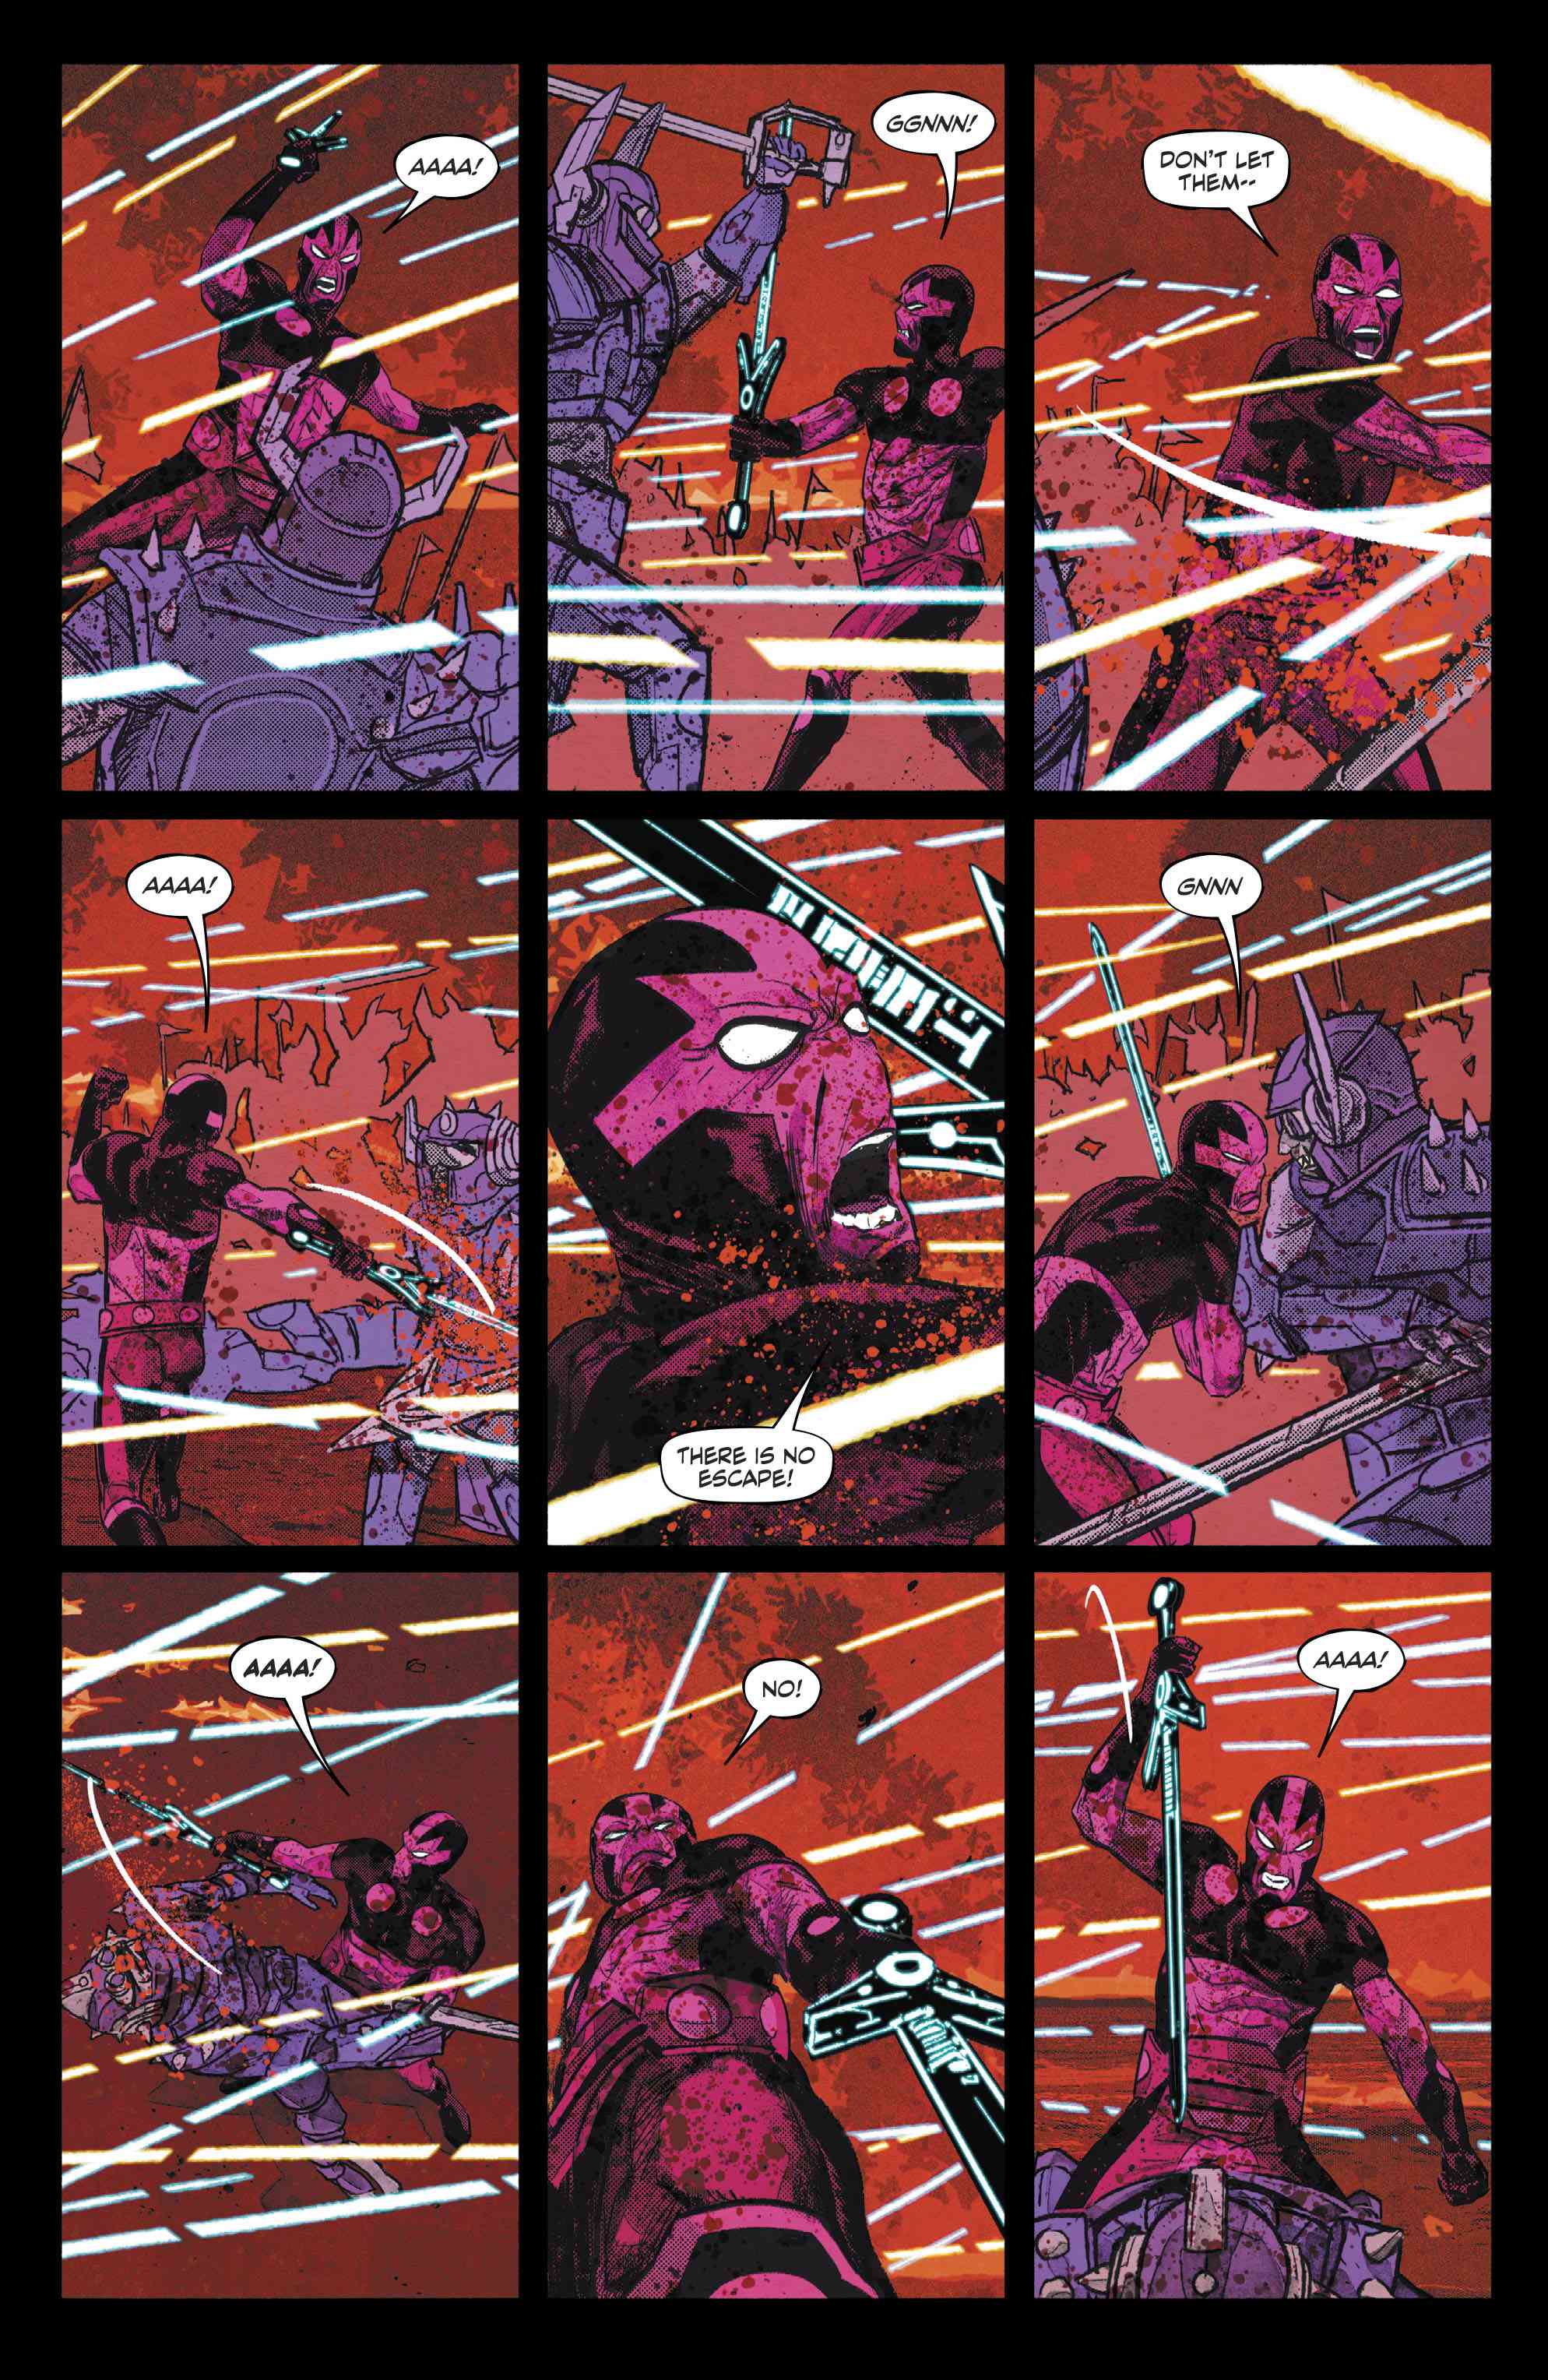 AAAA!
GGNNN!
DON'T LET
THEM--
AAAA!
THERE IS NO
ESCAPE!
GNNN
AAAA!
NO!
AAAA!